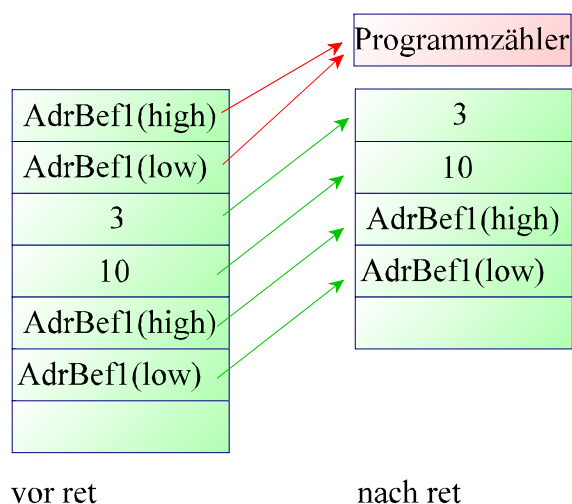 Programmzähler
AdrBef1(high)
AdrBef1(low)
3
10
AdrBef1(high)
AdrBef1(low)
vor ret
3
10
AdrBef1(high)
AdrBef1(low)
nach ret